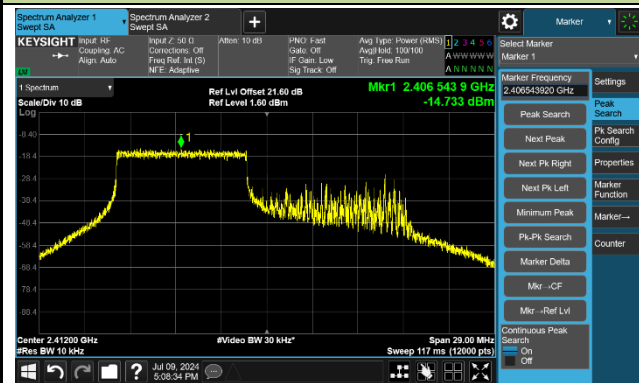 Spectrum Analyzer 1
Swept SA
Spectrum Analyzer 2
Swept SA
Marker
KEYSIGHT
Input: RF
Coupling: AC
Align: Auto
Input Z: 50 Ω
Corrections: Off
Freq Ref: Int (S)
NFE: Adaptive
Atten: 10 dB
PNO: Fast
Gate: Off
IF Gain: Low
Sig Track: Off
Avg Type: Power (RMS)
Avg|Hold: 100/100
Trig: Free Run
1 2 3 4 5 6
A W W W W W
A N N N N N
LW
Select Marker
Marker 1
1 Spectrum
Scale/Div 10 dB
Log
Ref Lvl Offset 21.60 dB
Ref Level 1.60 dBm
Mkr1 2.406 543 9 GHz
-14.733 dBm
1
-8.40
-18.4
-28.4
-38.4
-48.4
-58.4
-68.4
-78.4
-88.4
Center 2.41200 GHz
#Res BW 10 kHz
#Video BW 30 kHz*
Span 29.00 MHz
Sweep 117 ms (12000 pts)
Marker Frequency
2.406543920 GHz
Peak Search
Next Peak
Next Pk Right
Next Pk Left
Minimum Peak
Pk-Pk Search
Marker Delta
Mkr→CF
Mkr→Ref Lvl
Continuous Peak
Search
On
Off
Settings
Peak
Search
Pk Search
Config
Properties
Marker
Function
Marker→
Counter
Jul 09, 2024
5:08:34 PM